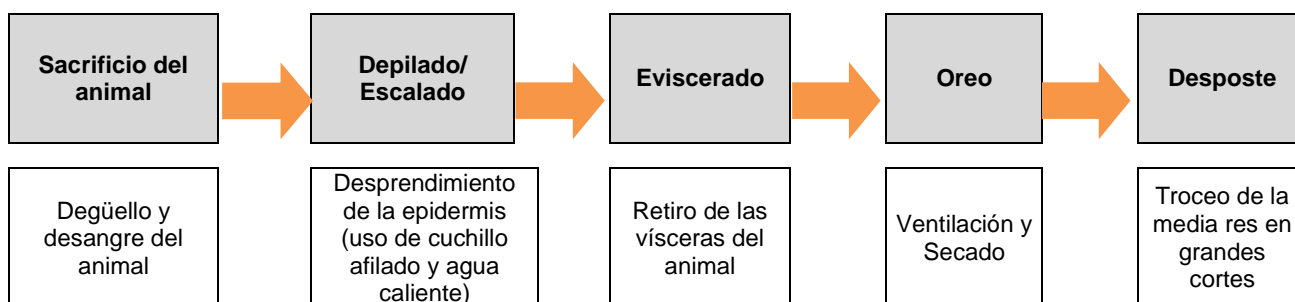 Sacrificio del
animal
Depilado/
Escalado
Eviscerado
Oreo
Desposte
Degüello y
desangre del
animal
Desprendimiento
de la epidermis
(uso de cuchillo
afilado y agua
caliente)
Retiro de las
vísceras del
animal
Ventilación y
Secado
Troceo de la
media res en
grandes
cortes